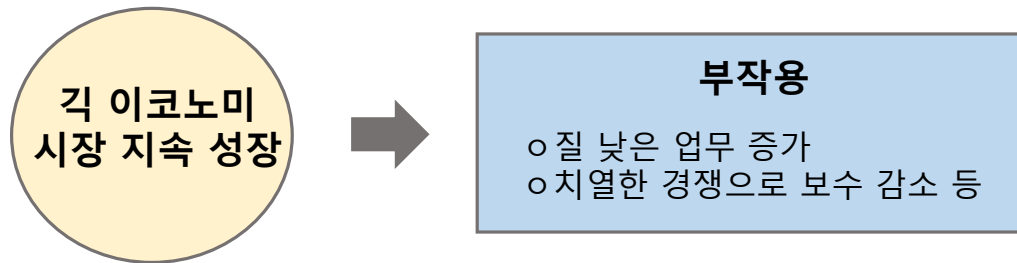 긱 이코노미
시장 지속 성장
부작용
ㅇ질 낮은 업무 증가
ㅇ치열한 경쟁으로 보수 감소 등